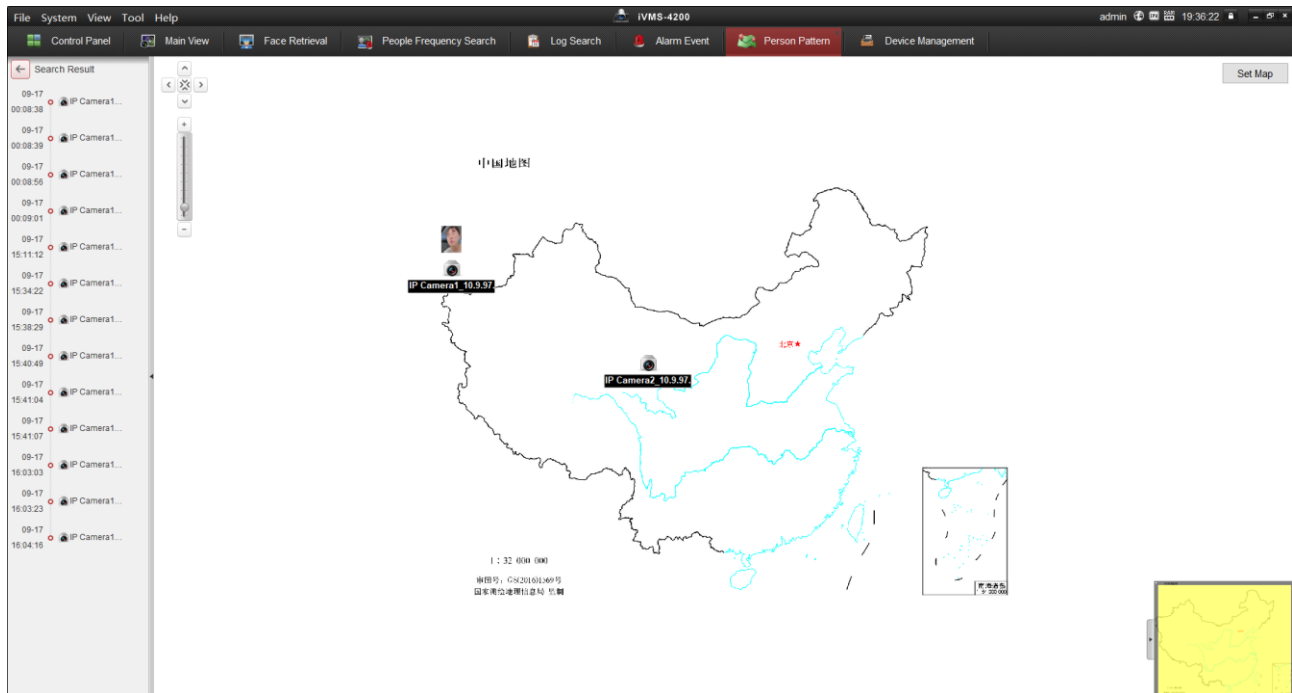 File System View Tool Help
iVMS-4200
admin 19:36:22
Control Panel
Main View
Face Retrieval
People Frequency Search
Log Search
Alarm Event
Person Pattern
Device Management
Search Result
Set Map
09-17
00:08:38
IP Camera1...
09-17
00:08:39
IP Camera1...
09-17
00:08:56
IP Camera1...
09-17
00:09:01
IP Camera1...
09-17
15:11:12
IP Camera1...
09-17
15:34:22
IP Camera1...
09-17
15:38:29
IP Camera1...
09-17
15:40:49
IP Camera1...
09-17
15:41:04
IP Camera1...
09-17
15:41:07
IP Camera1...
09-17
16:03:03
IP Camera1...
09-17
16:03:23
IP Camera1...
09-17
16:04:16
IP Camera1...
中国地图
IP Camera1_10.9.97.
北京★
IP Camera2_10.9.97.
1:32 000 000
审图号:GS(2016)1569号
国家测绘地理信息局 监制
南海诸岛